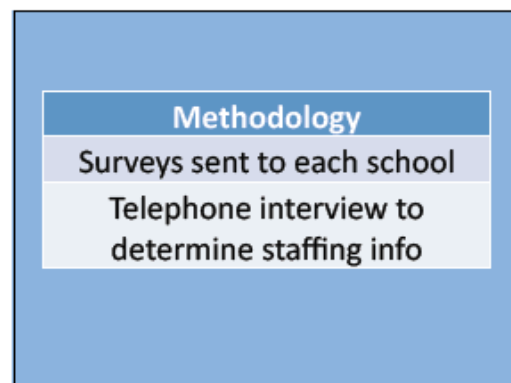 Methodology
Surveys sent to each school
Telephone interview to
determine staffing info